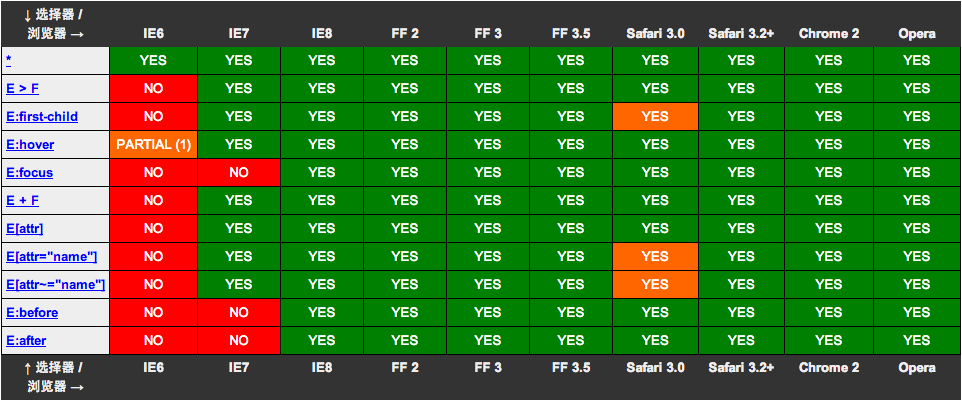 ↓ 选择器 /
浏览器 → IE6 IE7 IE8 FF 2 FF 3 FF 3.5 Safari 3.0 Safari 3.2+ Chrome 2 Opera
* YES YES YES YES YES YES YES YES YES YES
E > F NO YES YES YES YES YES YES YES YES YES
E:first-child NO YES YES YES YES YES YES YES YES YES
E:hover PARTIAL (1) YES YES YES YES YES YES YES YES YES
E:focus NO NO YES YES YES YES YES YES YES YES
E + F NO YES YES YES YES YES YES YES YES YES
E[attr] NO YES YES YES YES YES YES YES YES YES
E[attr="name"] NO YES YES YES YES YES YES YES YES YES
E[attr~="name"] NO YES YES YES YES YES YES YES YES YES
E:before NO NO YES YES YES YES YES YES YES YES
E:after NO NO YES YES YES YES YES YES YES YES
↑ 选择器 /
浏览器 → IE6 IE7 IE8 FF 2 FF 3 FF 3.5 Safari 3.0 Safari 3.2+ Chrome 2 Opera